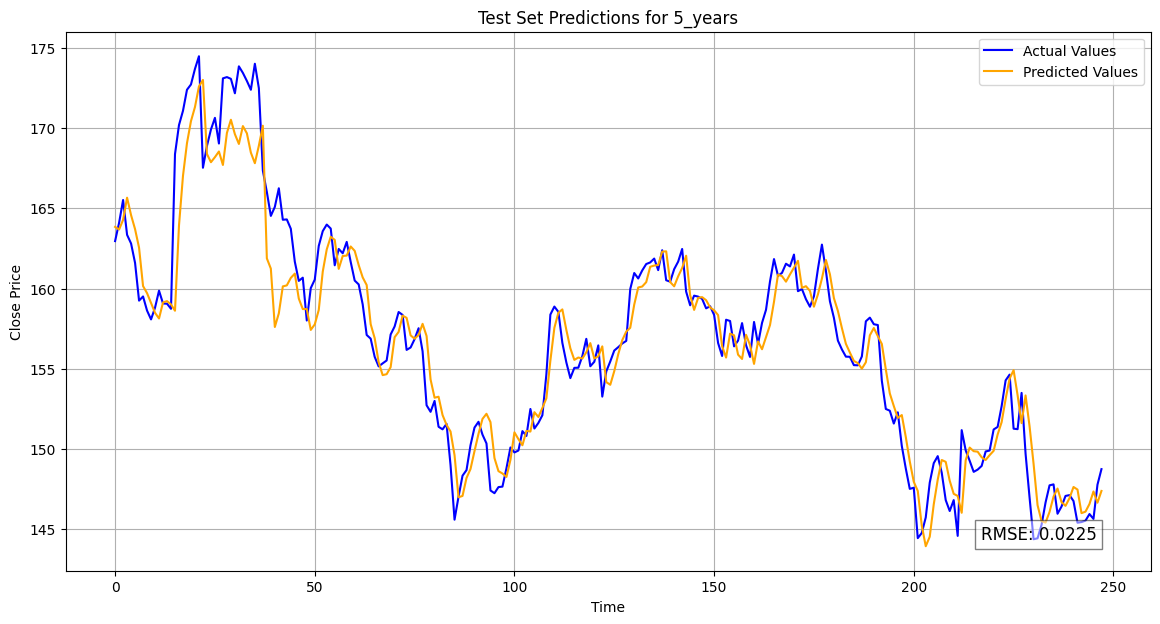 Test Set Predictions for 5_years
Actual Values
Predicted Values
175
170
165
160
155
150
145
Close Price
RMSE: 0.0225
0
50
100
150
200
250
Time